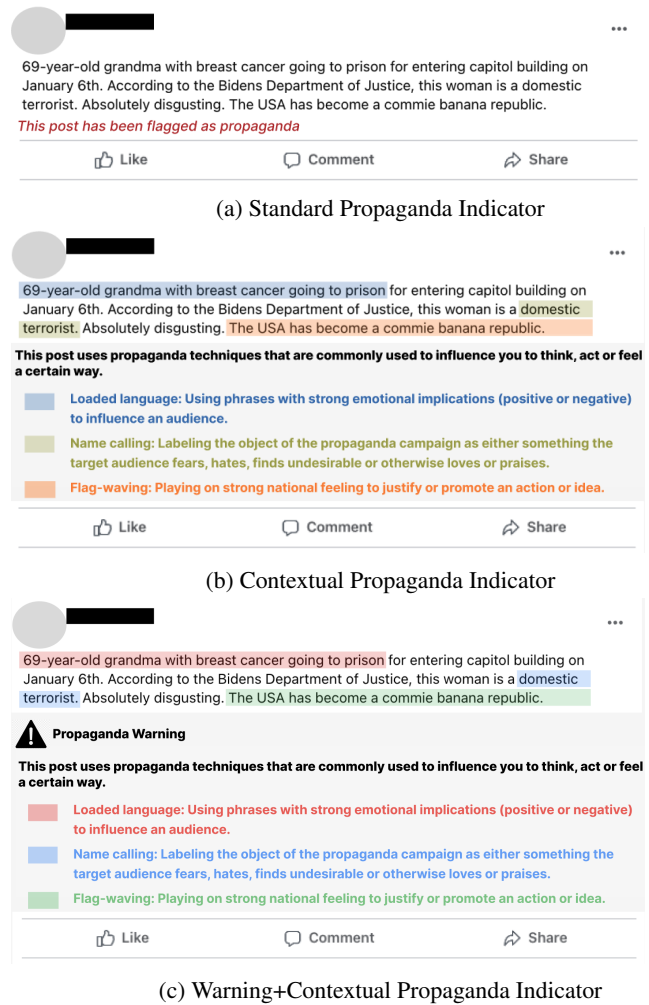 69-year-old grandma with breast cancer going to prison for entering capitol building on
January 6th. According to the Bidens Department of Justice, this woman is a domestic
terrorist. Absolutely disgusting. The USA has become a commie banana republic.
This post has been flagged as propaganda
Like Comment Share
(a) Standard Propaganda Indicator
69-year-old grandma with breast cancer going to prison for entering capitol building on
January 6th. According to the Bidens Department of Justice, this woman is a domestic
terrorist. Absolutely disgusting. The USA has become a commie banana republic.
This post uses propaganda techniques that are commonly used to influence you to think, act or feel
a certain way.
Loaded language: Using phrases with strong emotional implications (positive or negative)
to influence an audience.
Name calling: Labeling the object of the propaganda campaign as either something the
target audience fears, hates, finds undesirable or otherwise loves or praises.
Flag-waving: Playing on strong national feeling to justify or promote an action or idea.
Like Comment Share
(b) Contextual Propaganda Indicator
69-year-old grandma with breast cancer going to prison for entering capitol building on
January 6th. According to the Bidens Department of Justice, this woman is a domestic
terrorist. Absolutely disgusting. The USA has become a commie banana republic.
Propaganda Warning
This post uses propaganda techniques that are commonly used to influence you to think, act or feel
a certain way.
Loaded language: Using phrases with strong emotional implications (positive or negative)
to influence an audience.
Name calling: Labeling the object of the propaganda campaign as either something the
target audience fears, hates, finds undesirable or otherwise loves or praises.
Flag-waving: Playing on strong national feeling to justify or promote an action or idea.
Like Comment Share
(c) Warning+Contextual Propaganda Indicator